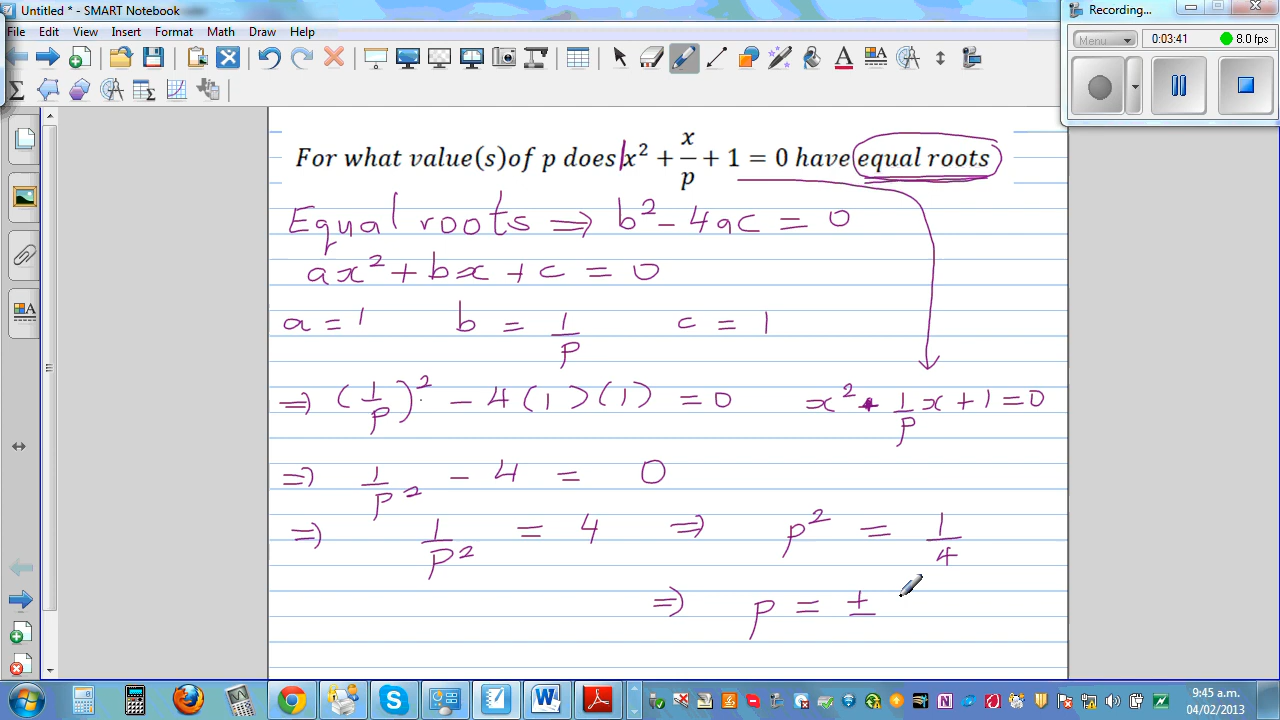 Untitled * - SMART Notebook
Recording...
File Edit View Insert Format Math Draw Help
Menu 0:03:41 8.0 fps
For what value(s)of p does x² + x/p + 1 = 0 have equal roots
Equal roots ⇒ b² - 4ac = 0
ax² + bx + c = 0
a = 1 b = 1/p c = 1
⇒ (1/p)² - 4(1)(1) = 0 x² + 1/p x + 1 = 0
⇒ 1/p² - 4 = 0
⇒ 1/p² = 4 ⇒ p² = 1/4
⇒ p = ±
9:45 a.m.
04/02/2013